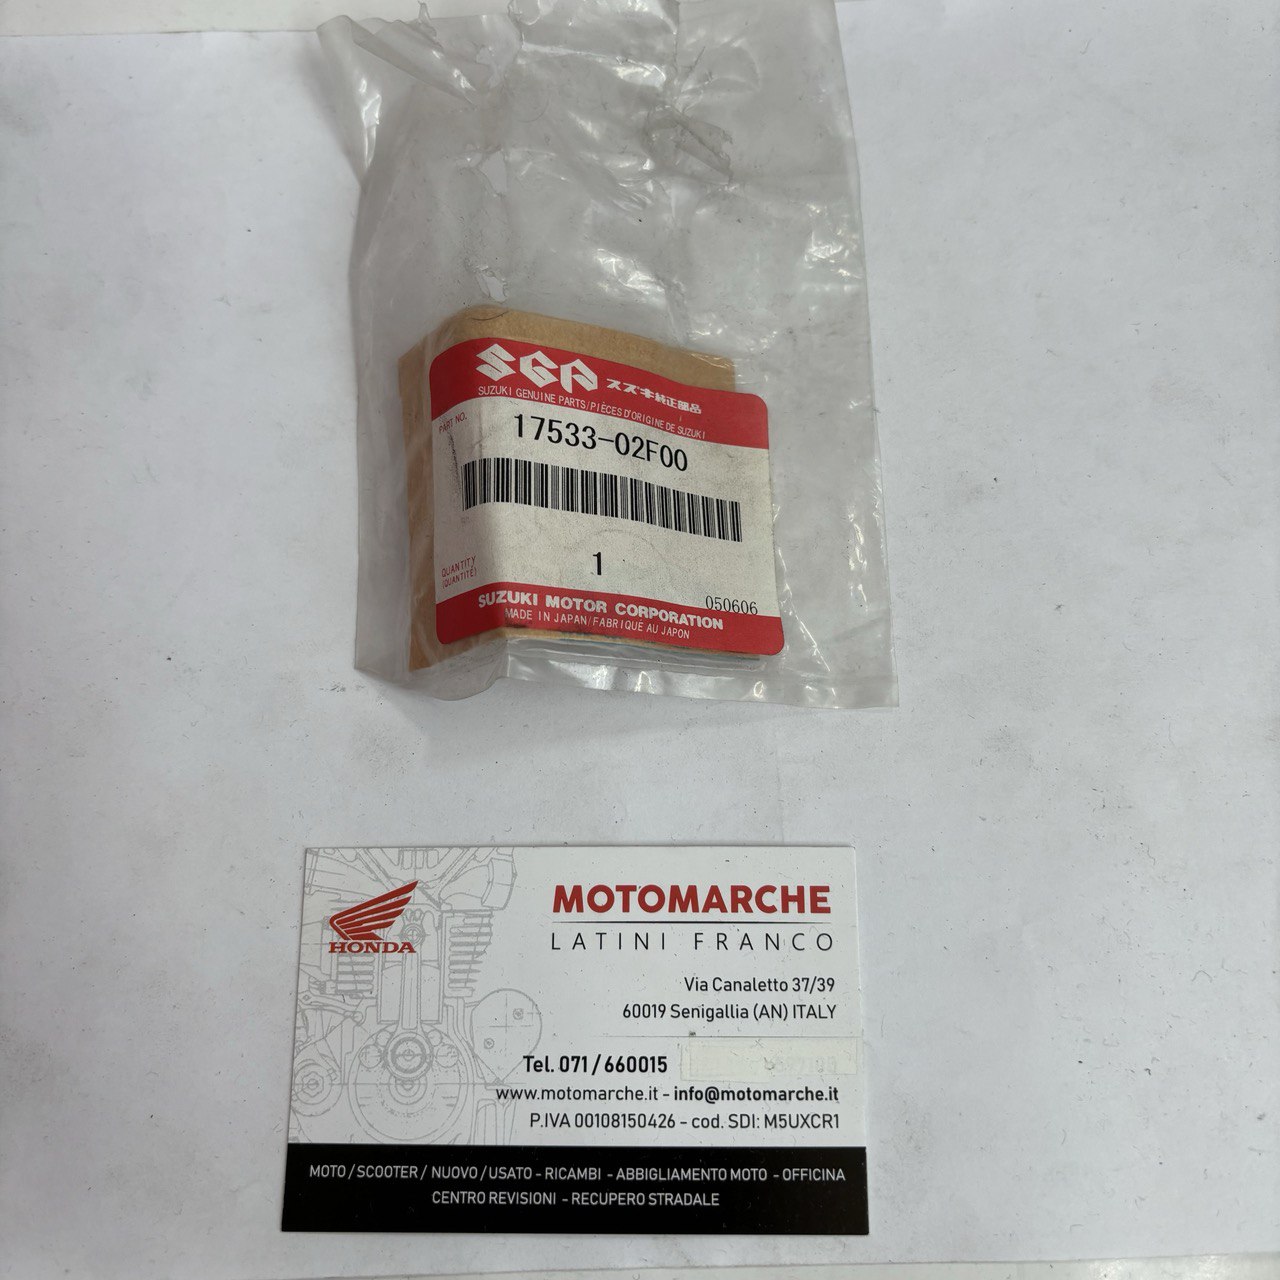 SGP スズキ純正部品
SUZUKI GENUINE PARTS/PIÈCES D'ORIGINE DE SUZUKI
PART NO.
17533-02F00
QUANTITY
(QUANTITÉ)
1
050606
SUZUKI MOTOR CORPORATION
MADE IN JAPAN/FABRIQUÉ AU JAPON
HONDA
MOTOMARCHE
LATINI FRANCO
Via Canaletto 37/39
60019 Senigallia (AN) ITALY
Tel. 071/660015
www.motomarche.it - info@motomarche.it
P.IVA 00108150426 - cod. SDI: M5UXCR1
MOTO / SCOOTER / NUOVO / USATO - RICAMBI - ABBIGLIAMENTO MOTO - OFFICINA
CENTRO REVISIONI - RECUPERO STRADALE